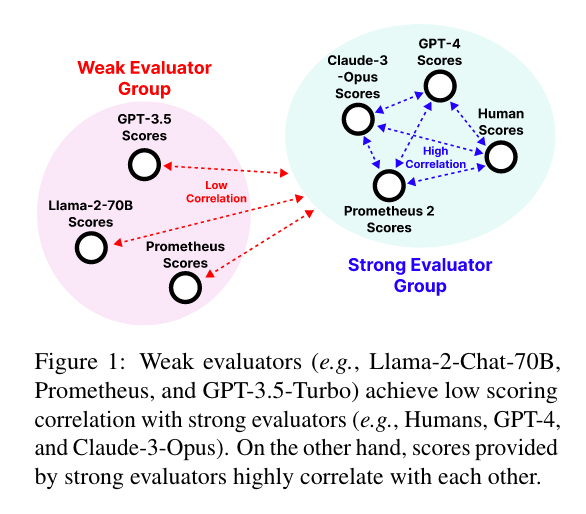 Weak Evaluator
Group
GPT-3.5
Scores
Llama-2-70B
Scores
Prometheus
Scores
Low
Correlation
Claude-3
-Opus
Scores
GPT-4
Scores
Human
Scores
High
Correlation
Prometheus 2
Scores
Strong Evaluator
Group
Figure 1: Weak evaluators (e.g., Llama-2-Chat-70B,
Prometheus, and GPT-3.5-Turbo) achieve low scoring
correlation with strong evaluators (e.g., Humans, GPT-4,
and Claude-3-Opus). On the other hand, scores provided
by strong evaluators highly correlate with each other.